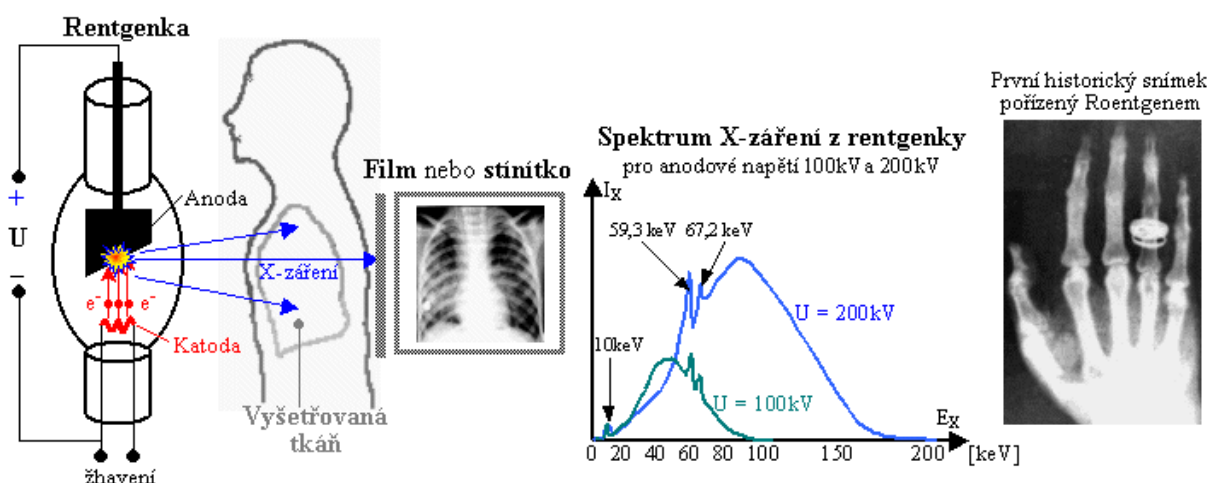 Rentgenka
+
U
–
Anoda
e⁻
e⁻
Katoda
žhavení
X-záření
Vyšetřovaná
tkáň
Film nebo stínítko
Spektrum X-záření z rentgenky
pro anodové napětí 100kV a 200kV
IX
59,3 keV
67,2 keV
10keV
U = 200kV
U = 100kV
EX
0 20 40 60 80 100 150 200 [keV]
První historický snímek
pořízený Roentgenem